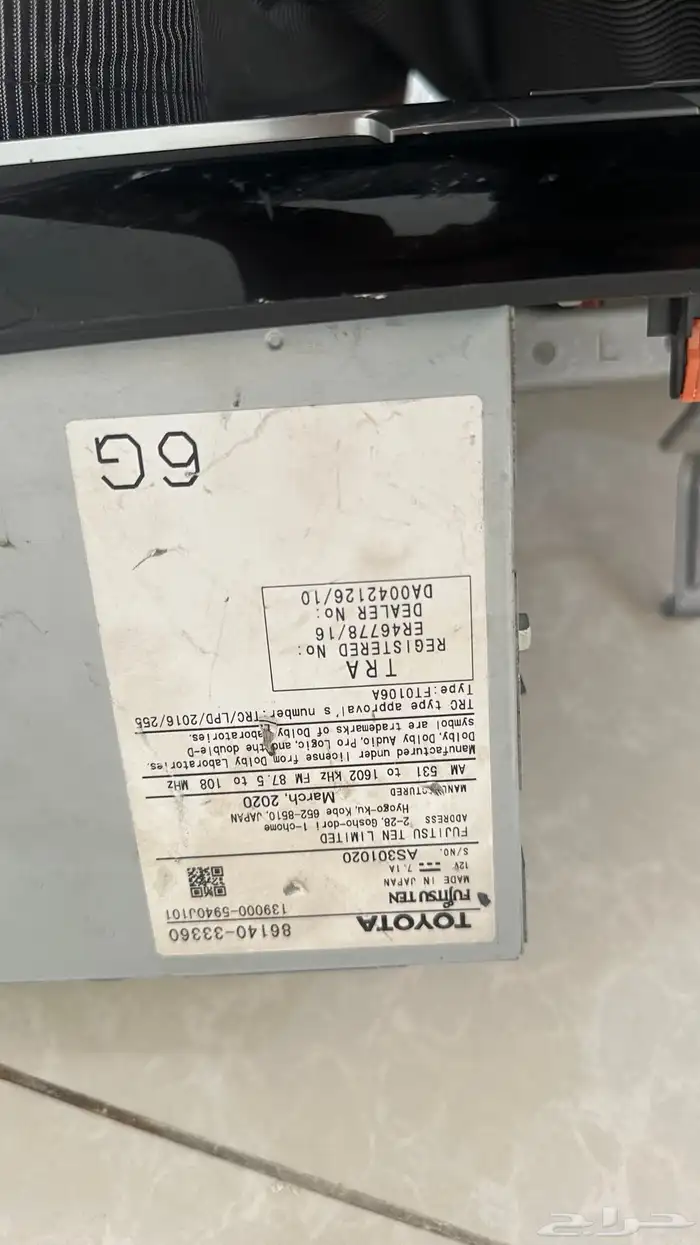 TOYOTA 86140-33360
FUJITSU TEN 139000-5940J101
MADE IN JAPAN
12V 7.1A
S/NO. AS301020
FUJITSU TEN LIMITED
ADDRESS 2-28, Gosho-dori 1-chome
Hyogo-ku, Kobe 652-8510, JAPAN
MANUFACTURED March, 2020
AM 531 to 1602 kHz FM 87.5 to 108 MHz
Manufactured under license from Dolby Laboratories.
Dolby, Dolby Audio, Pro Logic, and the double-D
symbol are trademarks of Dolby Laboratories.
TRC type approval's number:TRC/LPD/2016/255
Type:FT0106A
TRA
REGISTERED No:
ER46778/16
DEALER No:
DA0042126/10
6G
L
حراج